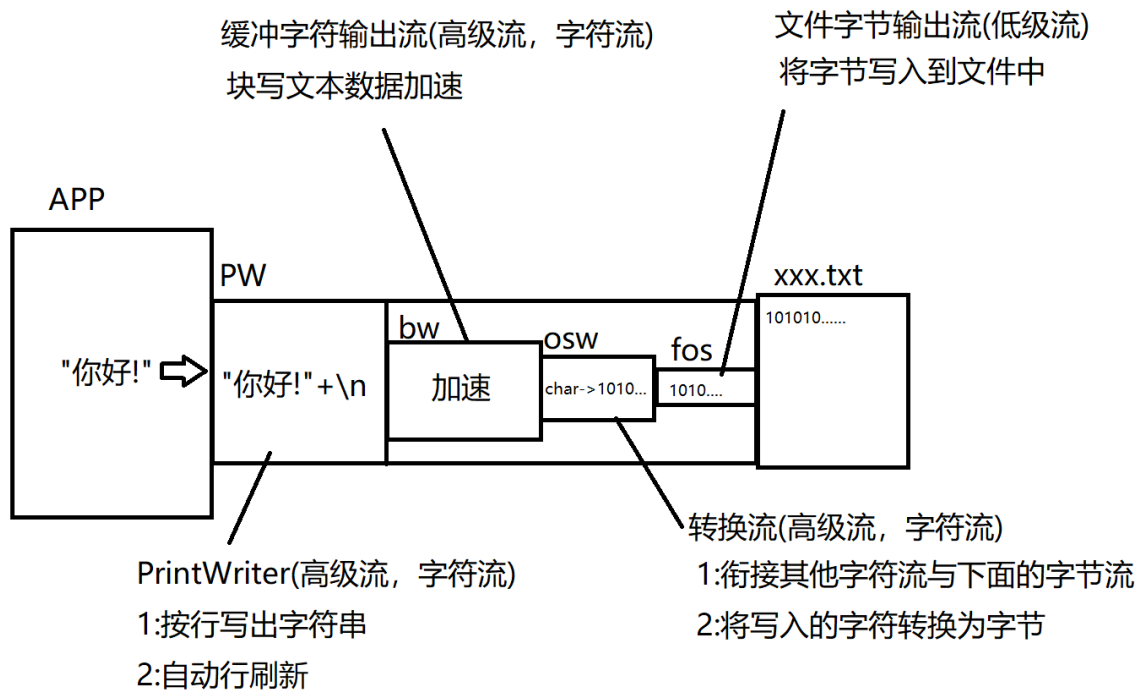 缓冲字符输出流(高级流，字符流)
块写文本数据加速
文件字节输出流(低级流)
将字节写入到文件中
APP
PW
xxx.txt
101010......
bw
osw
fos
"你好!"
"你好!"+\n
加速
char->1010...
1010....
PrintWriter(高级流，字符流)
1:按行写出字符串
2:自动行刷新
转换流(高级流，字符流)
1:衔接其他字符流与下面的字节流
2:将写入的字符转换为字节